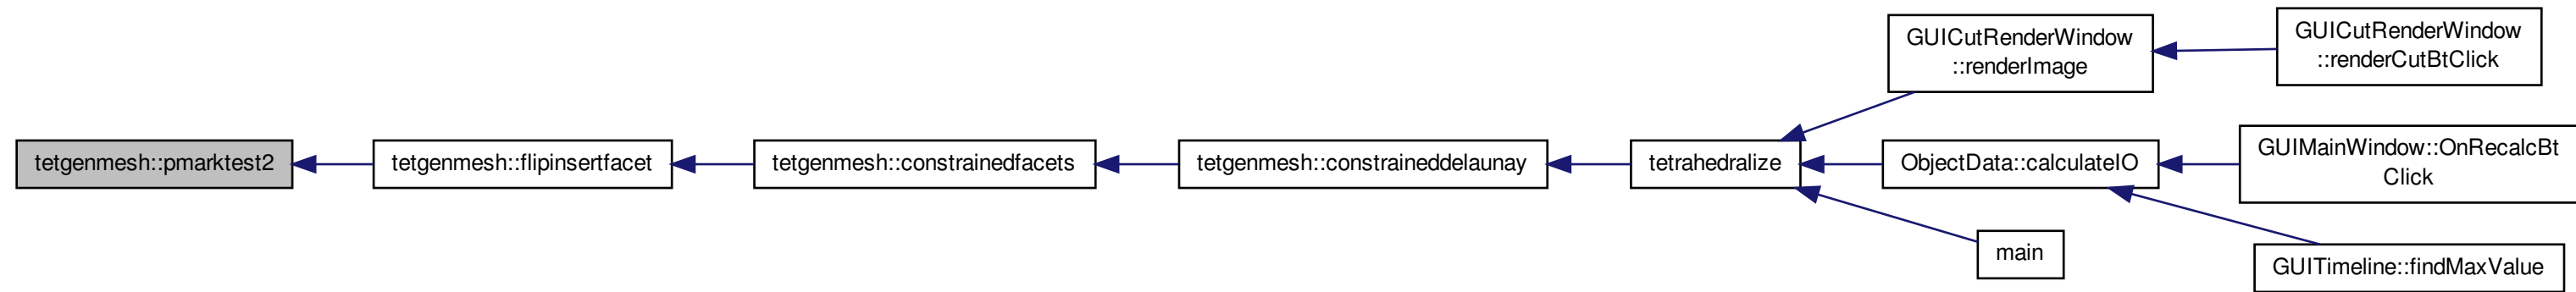 tetgenmesh::pmarktest2
tetgenmesh::flipinsertfacet
tetgenmesh::constrainedfacets
tetgenmesh::constraineddelaunay
tetrahedralize
GUICutRenderWindow
::renderImage
GUICutRenderWindow
::renderCutBtClick
ObjectData::calculateIO
GUIMainWindow::OnRecalcBt
Click
main
GUITimeline::findMaxValue